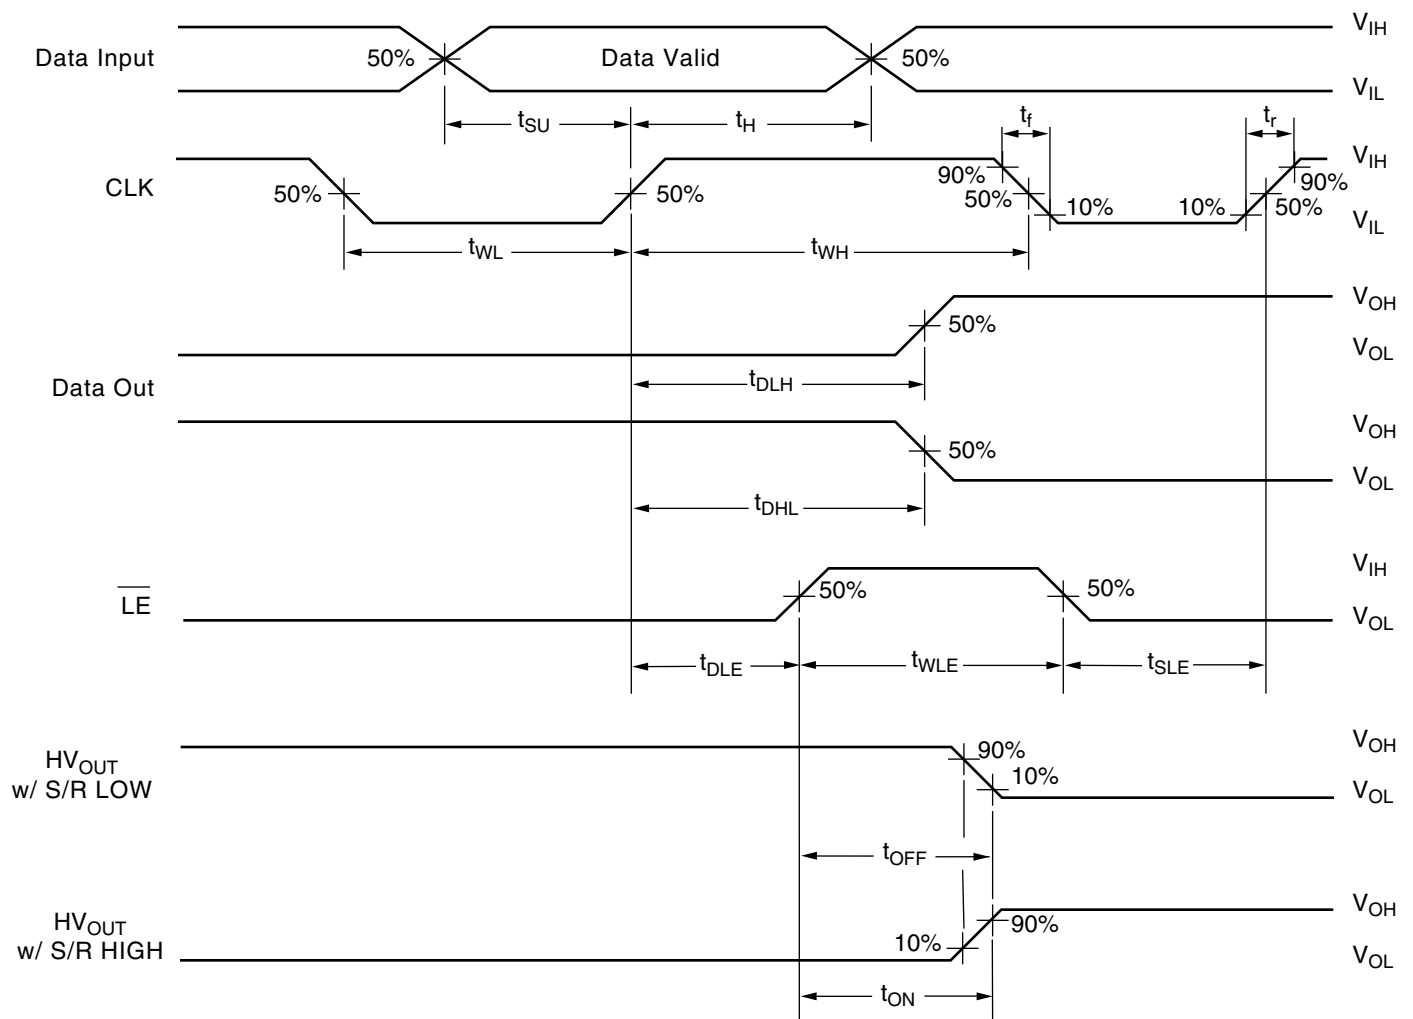 V_IH
Data Input 50% Data Valid 50%
V_IL
t_SU t_H t_f t_r
V_IH
CLK 50% 50% 90% 50% 10% 10% 50% 90%
V_IL
t_WL t_WH
V_OH
50%
V_OL
Data Out
t_DLH
V_OH
50%
V_OL
t_DHL
V_IH
LE 50% 50%
V_OL
t_DLE t_WLE t_SLE
V_OH
HV_OUT 90%
w/ S/R LOW 10%
V_OL
t_OFF
V_OH
HV_OUT 90%
w/ S/R HIGH 10%
V_OL
t_ON